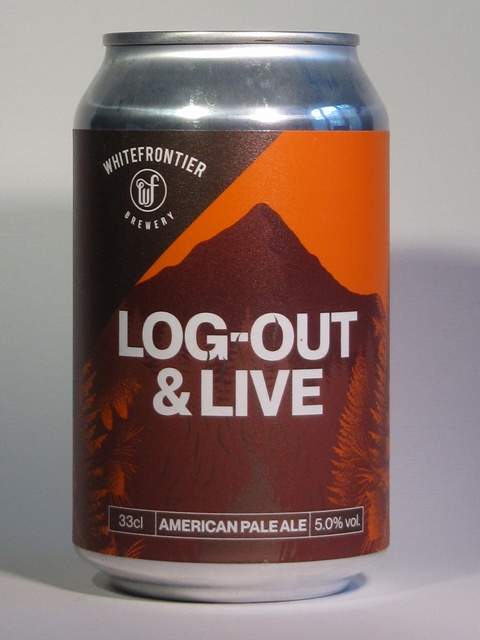 WHITEFRONTIER
wf
BREWERY
LOG-OUT
& LIVE
33cl AMERICAN PALE ALE 5.0% vol.